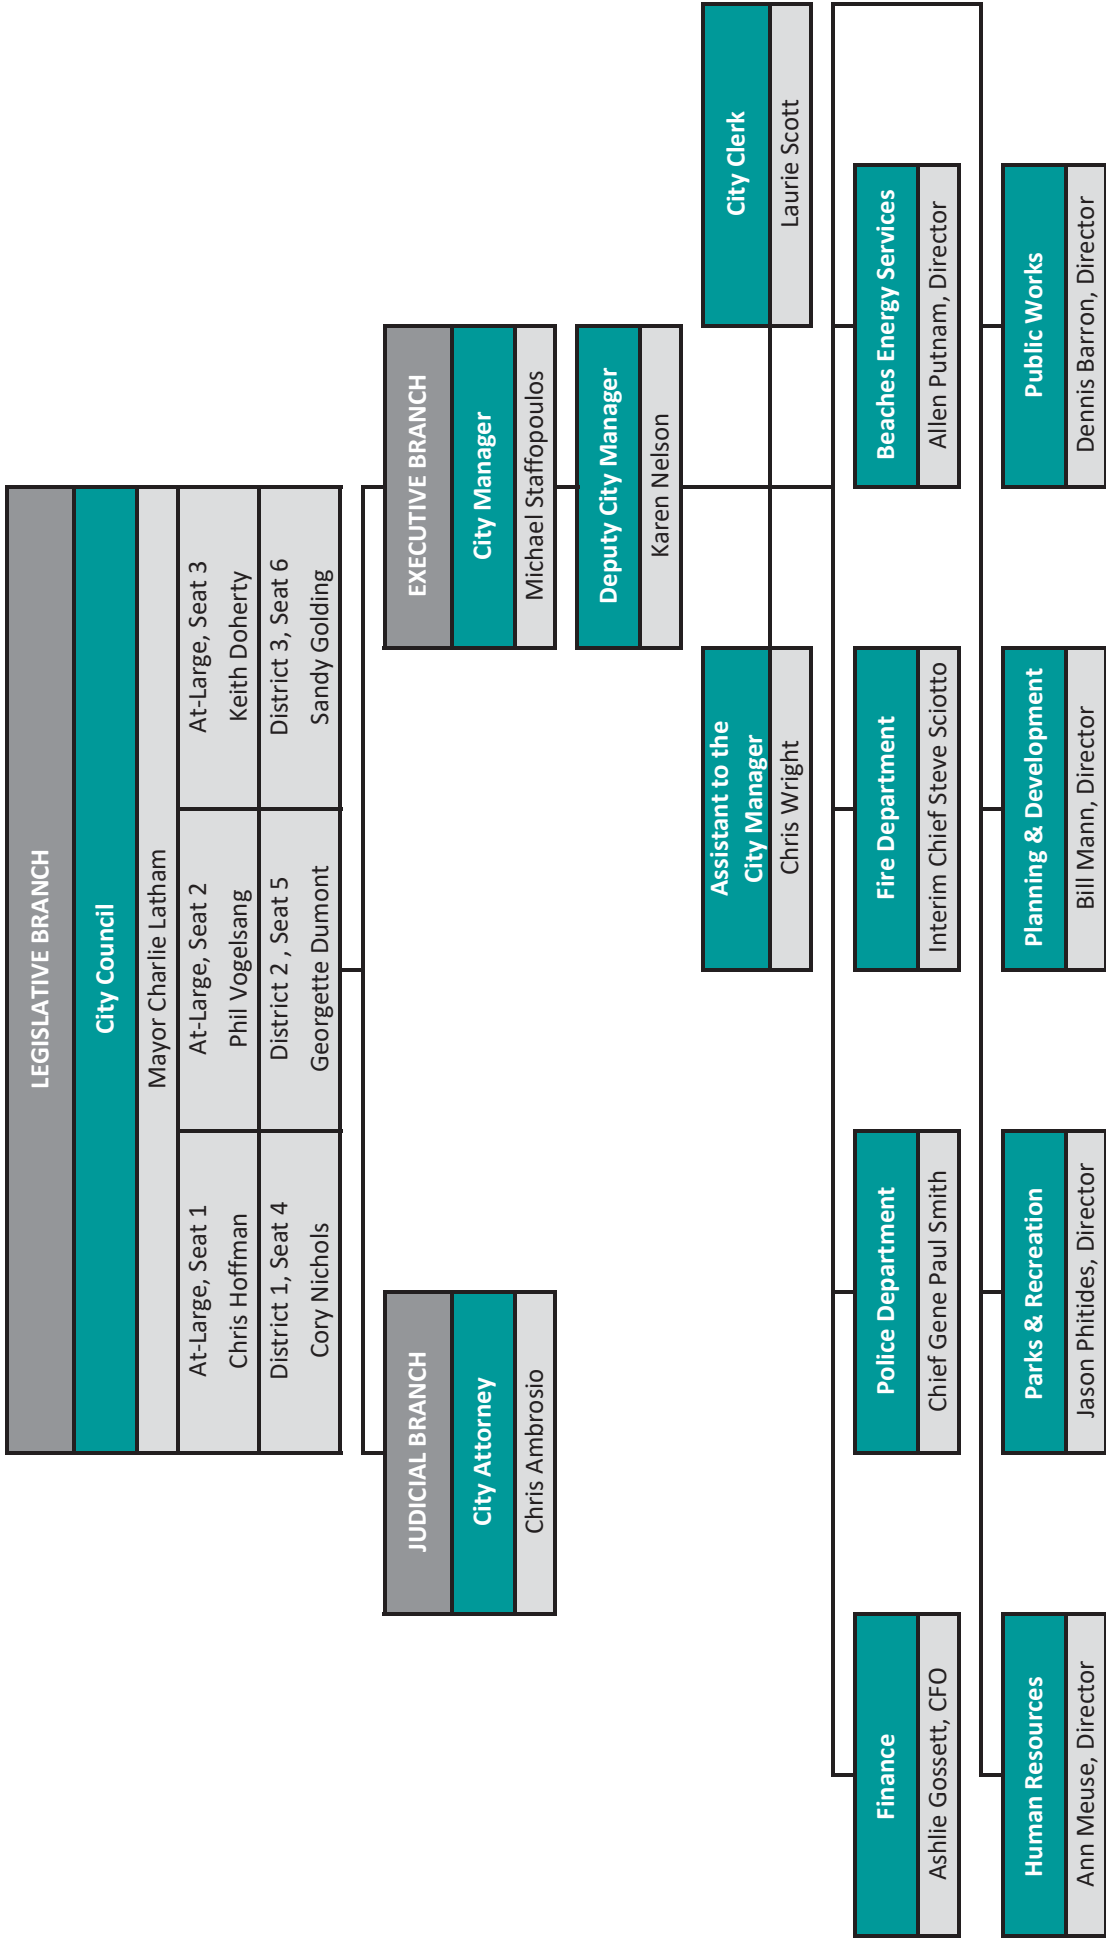 LEGISLATIVE BRANCH
City Council
Mayor Charlie Latham
At-Large, Seat 1
Chris Hoffman
At-Large, Seat 2
Phil Vogelsang
At-Large, Seat 3
Keith Doherty
District 1, Seat 4
Cory Nichols
District 2 , Seat 5
Georgette Dumont
District 3, Seat 6
Sandy Golding
JUDICIAL BRANCH
City Attorney
Chris Ambrosio
EXECUTIVE BRANCH
City Manager
Michael Staffopoulos
Deputy City Manager
Karen Nelson
Assistant to the
City Manager
Chris Wright
City Clerk
Laurie Scott
Finance
Ashlie Gossett, CFO
Police Department
Chief Gene Paul Smith
Fire Department
Interim Chief Steve Sciotto
Beaches Energy Services
Allen Putnam, Director
Human Resources
Ann Meuse, Director
Parks & Recreation
Jason Phitides, Director
Planning & Development
Bill Mann, Director
Public Works
Dennis Barron, Director